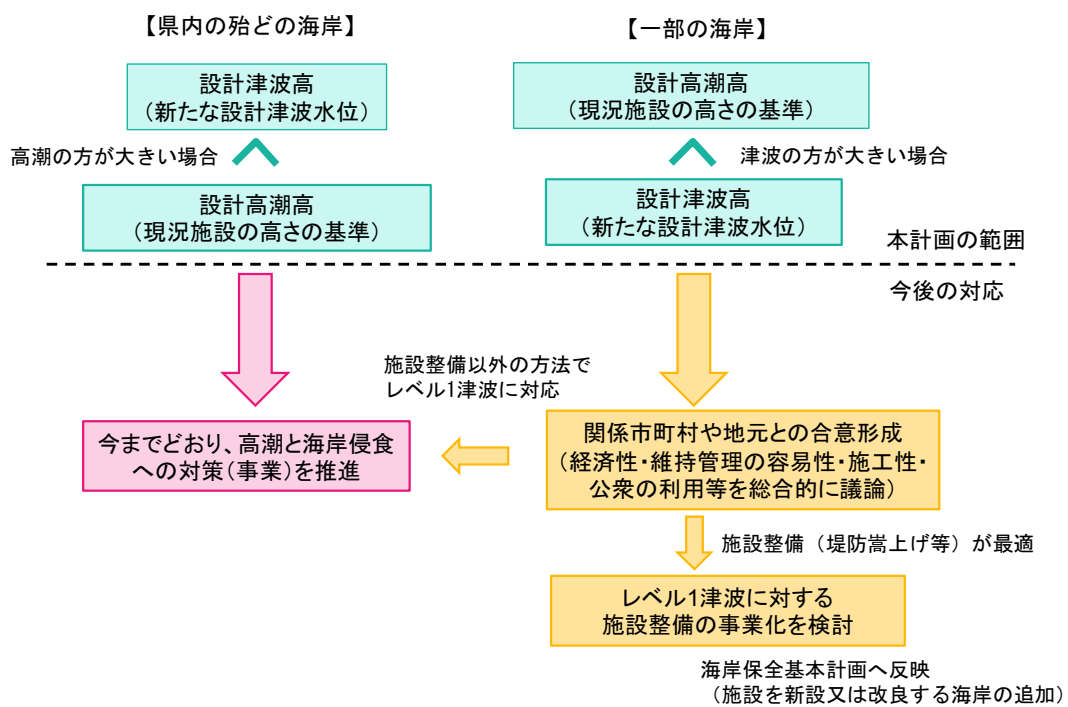 【県内の殆どの海岸】
設計津波高
（新たな設計津波水位）
高潮の方が大きい場合
設計高潮高
（現況施設の高さの基準）
【一部の海岸】
設計高潮高
（現況施設の高さの基準）
津波の方が大きい場合
設計津波高
（新たな設計津波水位）
本計画の範囲
今後の対応
施設整備以外の方法で
レベル1津波に対応
今までどおり、高潮と海岸侵食
への対策（事業）を推進
関係市町村や地元との合意形成
（経済性・維持管理の容易性・施工性・
公衆の利用等を総合的に議論）
施設整備（堤防嵩上げ等）が最適
レベル1津波に対する
施設整備の事業化を検討
海岸保全基本計画へ反映
（施設を新設又は改良する海岸の追加）